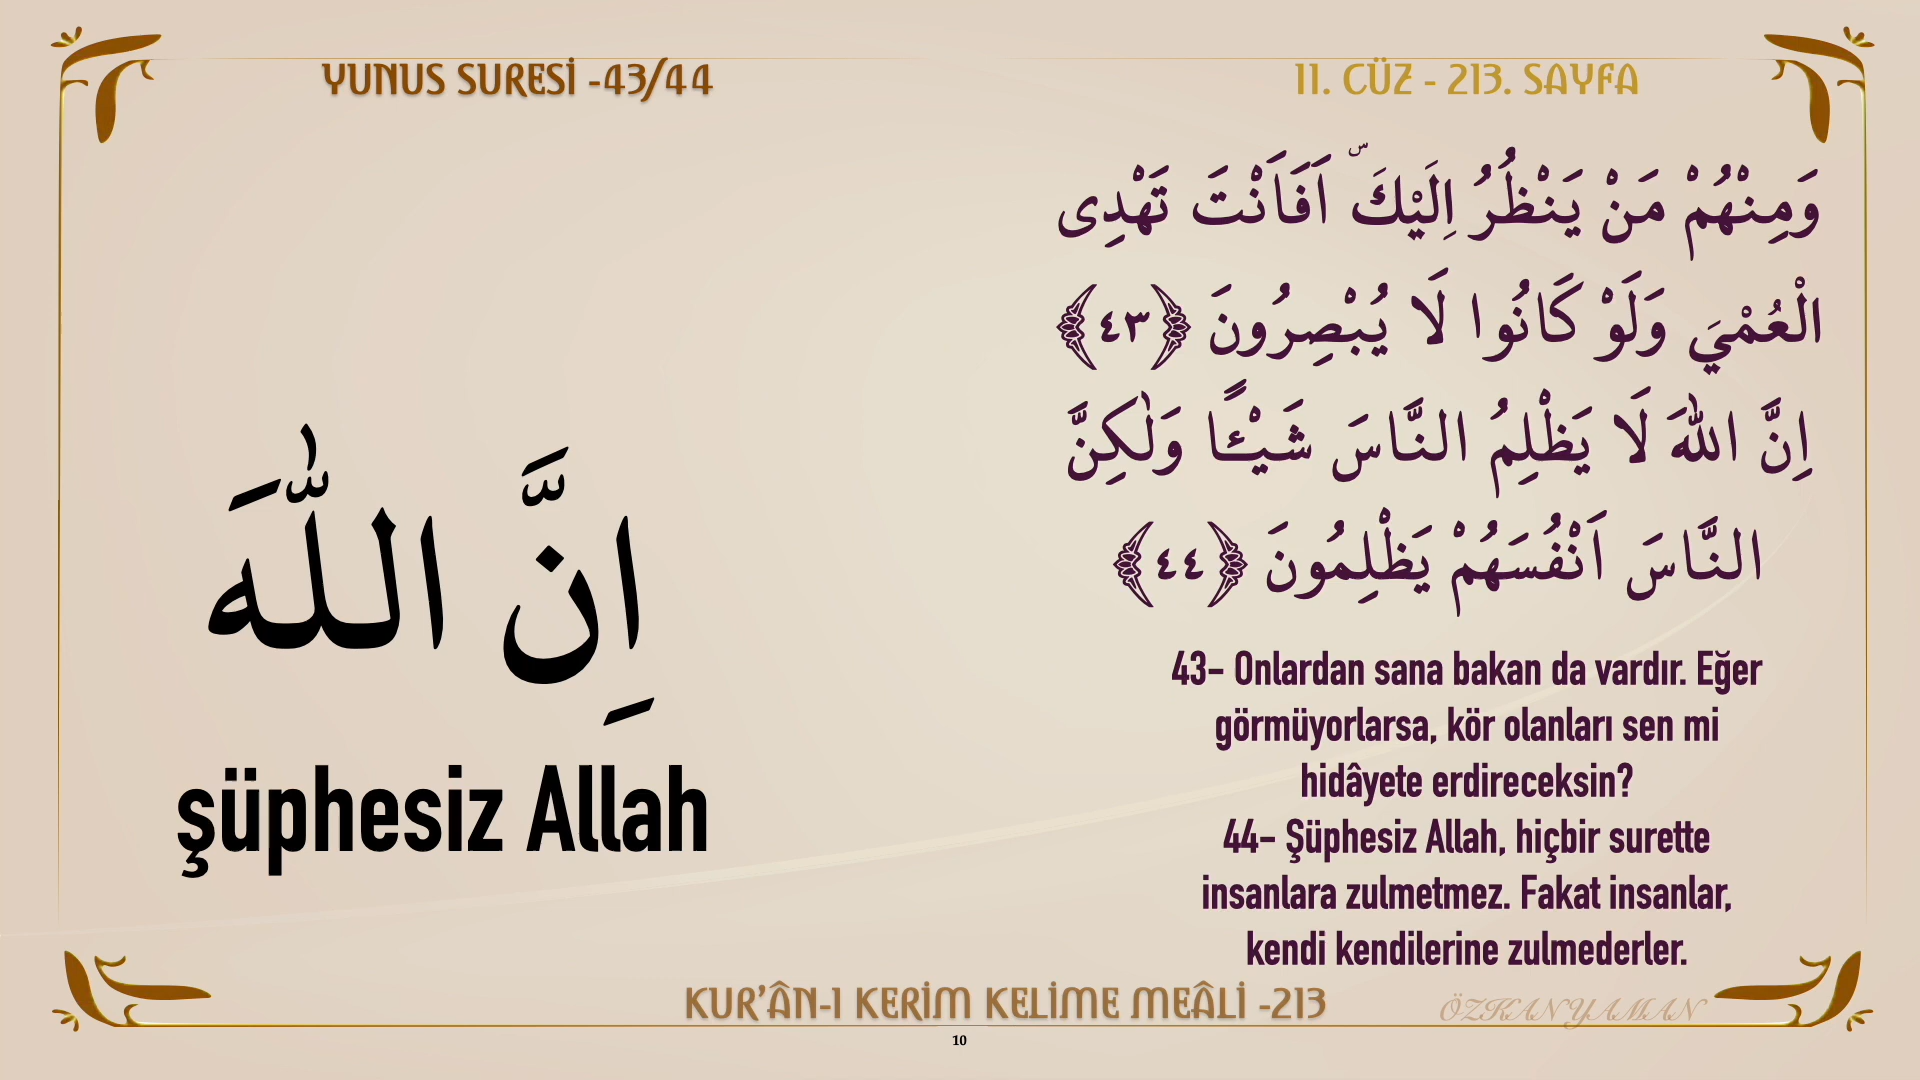 YUNUS SURESİ -43/44
11. CÜZ - 213. SAYFA
وَمِنْهُمْ مَنْ يَنْظُرُ اِلَيْكَۜ اَفَاَنْتَ تَهْدِى
الْعُمْيَ وَلَوْ كَانُوا لَا يُبْصِرُونَ ﴿٤٣﴾
اِنَّ اللّٰهَ لَا يَظْلِمُ النَّاسَ شَيْـًٔا وَلٰكِنَّ
النَّاسَ اَنْفُسَهُمْ يَظْلِمُونَ ﴿٤٤﴾
اِنَّ اللّٰهَ
şüphesiz Allah
43- Onlardan sana bakan da vardır. Eğer
görmüyorlarsa, kör olanları sen mi
hidâyete erdireceksin?
44- Şüphesiz Allah, hiçbir surette
insanlara zulmetmez. Fakat insanlar,
kendi kendilerine zulmederler.
KUR'ÂN-I KERİM KELİME MEÂLİ -213
ÖZKAN YAMAN
10